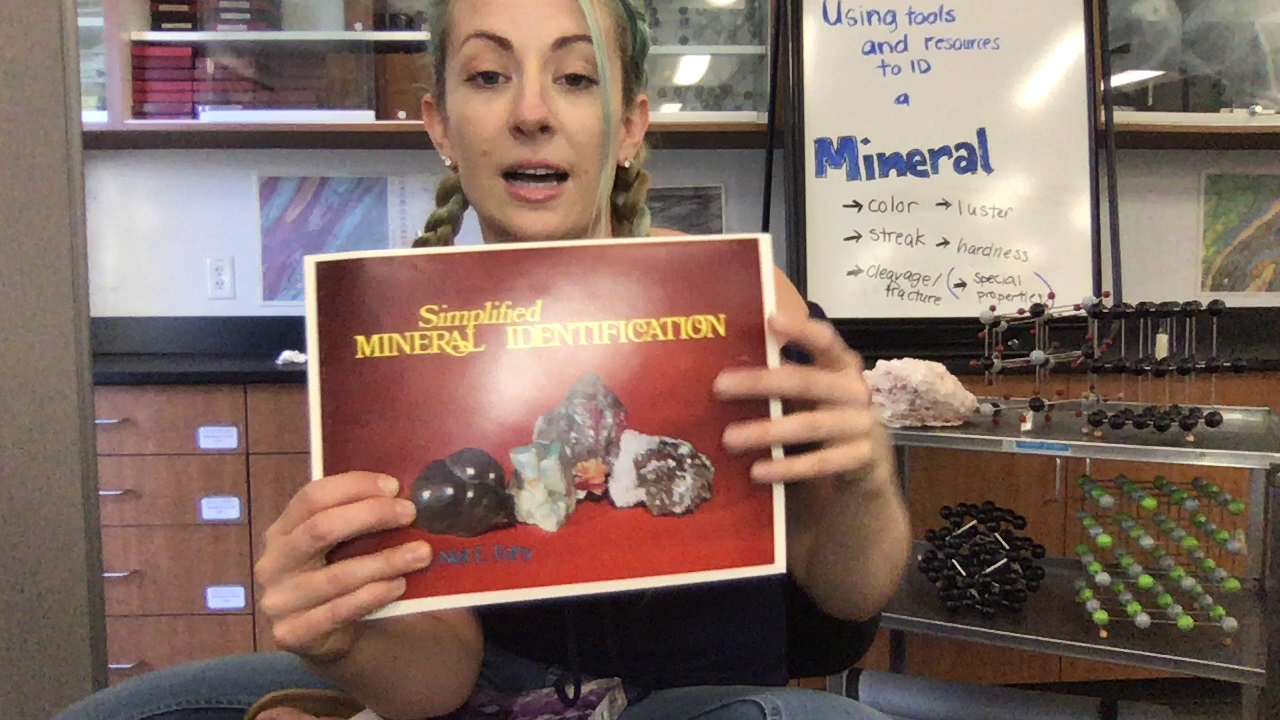 Using tools
and resources
to ID
a
Mineral
→ color → luster
→ streak → hardness
→ Cleavage/ (→ special
fracture properties)
Simplified
MINERAL IDENTIFICATION
Neil E. Fahy